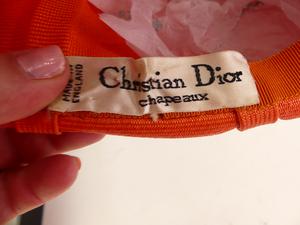 MADE IN
ENGLAND
Christian Dior
chapeaux